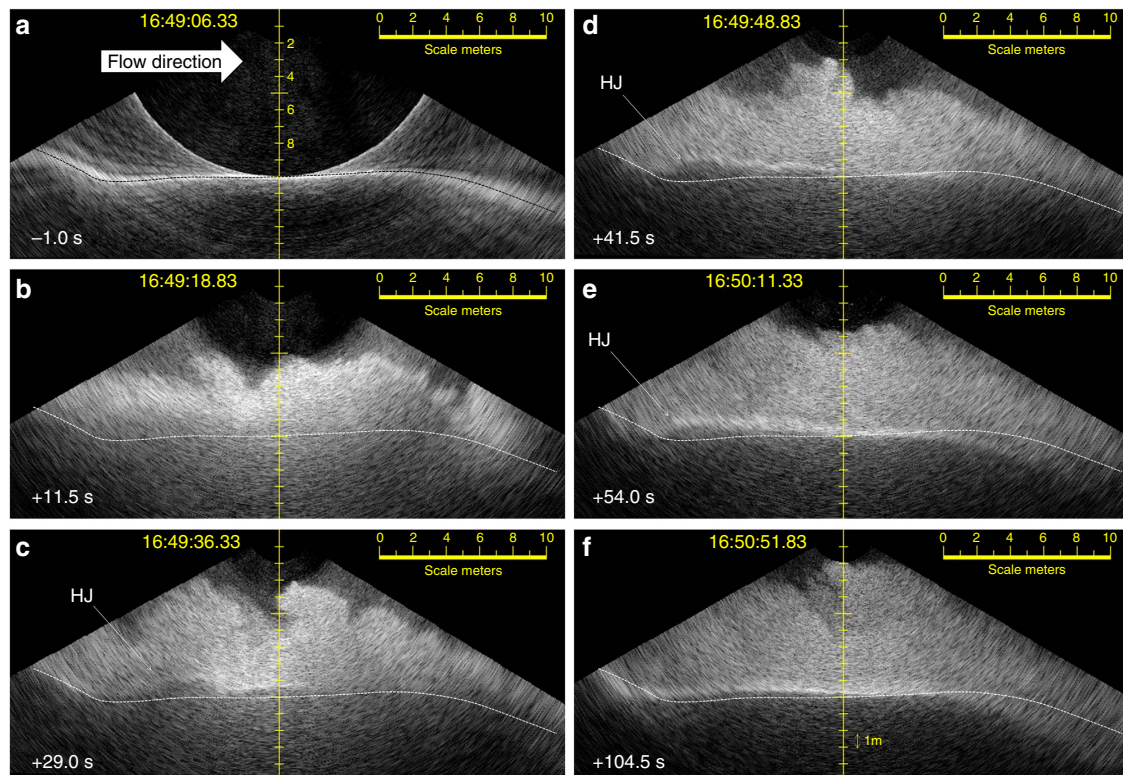 a
16:49:06.33
0 2 4 6 8 10
Scale meters
Flow direction
2
4
6
8
–1.0 s
b
16:49:18.83
0 2 4 6 8 10
Scale meters
+11.5 s
c
16:49:36.33
0 2 4 6 8 10
Scale meters
HJ
+29.0 s
d
16:49:48.83
0 2 4 6 8 10
Scale meters
HJ
+41.5 s
e
16:50:11.33
0 2 4 6 8 10
Scale meters
HJ
+54.0 s
f
16:50:51.83
0 2 4 6 8 10
Scale meters
1m
+104.5 s